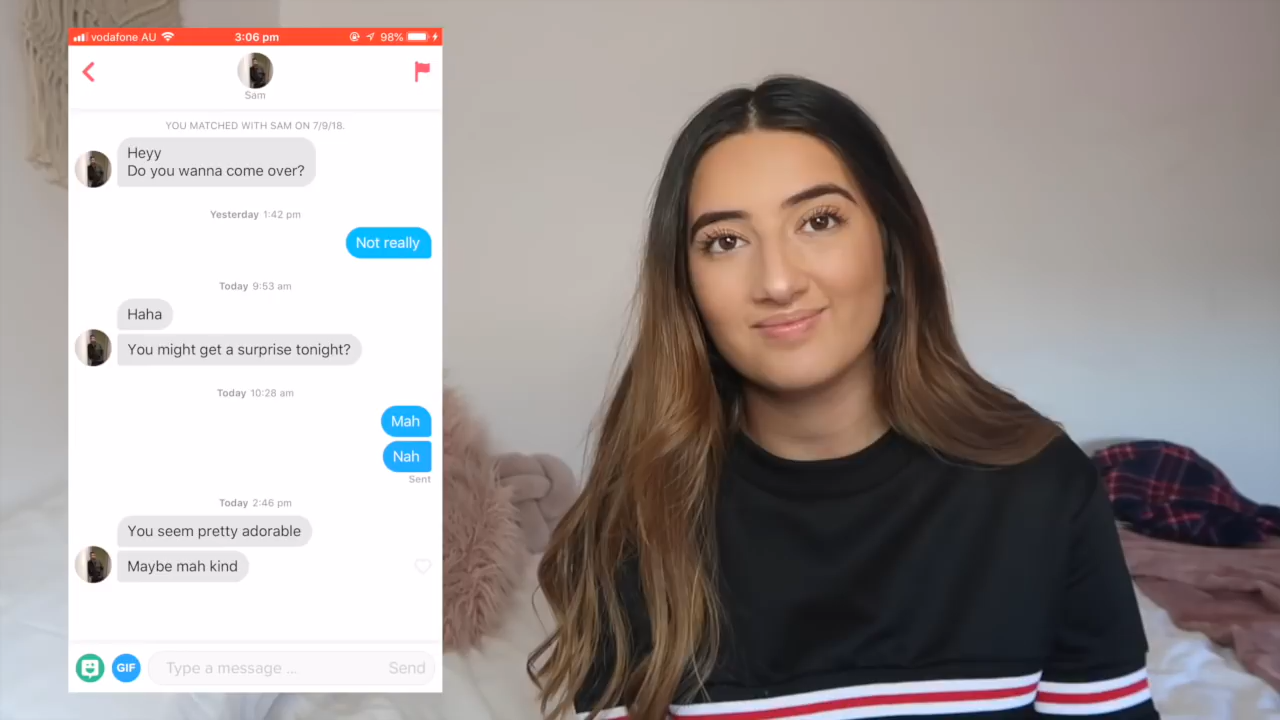 vodafone AU 3:06 pm 98%
Sam
YOU MATCHED WITH SAM ON 7/9/18.
Heyy
Do you wanna come over?
Yesterday 1:42 pm
Not really
Today 9:53 am
Haha
You might get a surprise tonight?
Today 10:28 am
Mah
Nah
Sent
Today 2:46 pm
You seem pretty adorable
Maybe mah kind
GIF Type a message ... Send